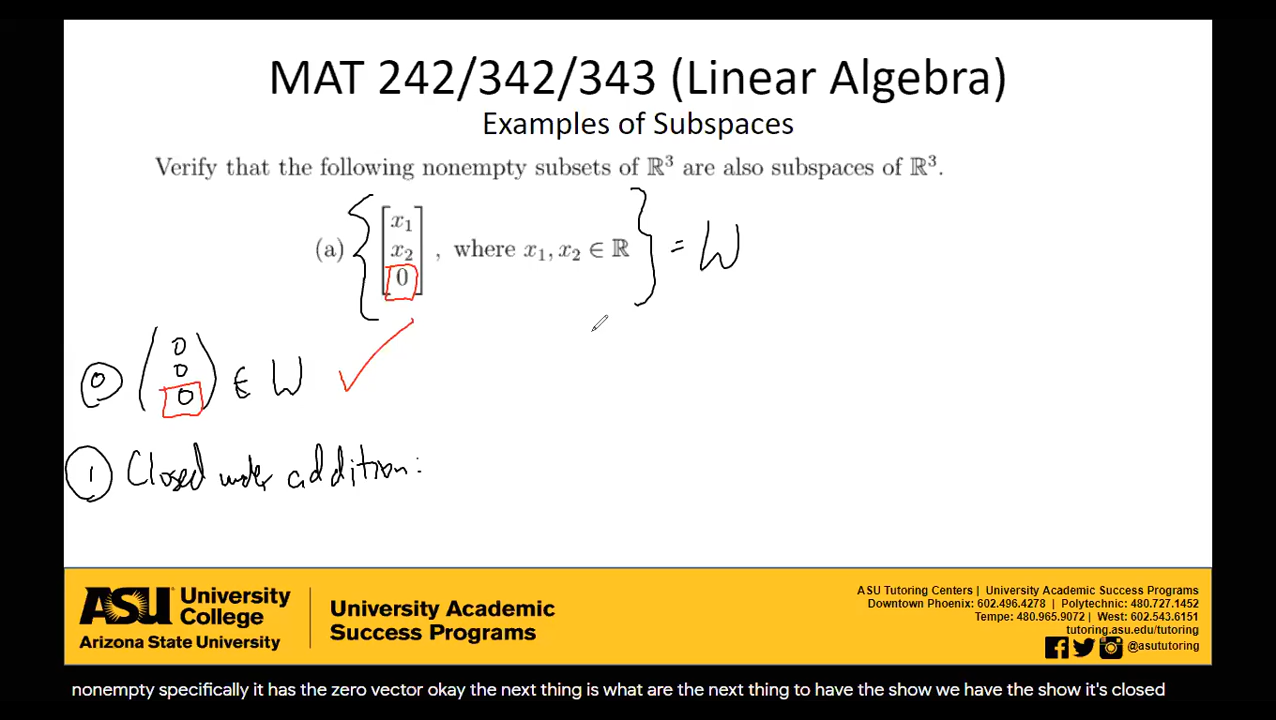 MAT 242/342/343 (Linear Algebra)
Examples of Subspaces
Verify that the following nonempty subsets of ℝ³ are also subspaces of ℝ³.
(a) { [x₁ x₂ 0] , where x₁, x₂ ∈ ℝ } = W
⓪ (0 0 0) ∈ W ✓
① Closed under addition:
ASU University College
Arizona State University
University Academic
Success Programs
ASU Tutoring Centers | University Academic Success Programs
Downtown Phoenix: 602.496.4278 | Polytechnic: 480.727.1452
Tempe: 480.965.9072 | West: 602.543.6151
tutoring.asu.edu/tutoring
@asututoring
nonempty specifically it has the zero vector okay the next thing is what are the next thing to have the show we have the show it's closed